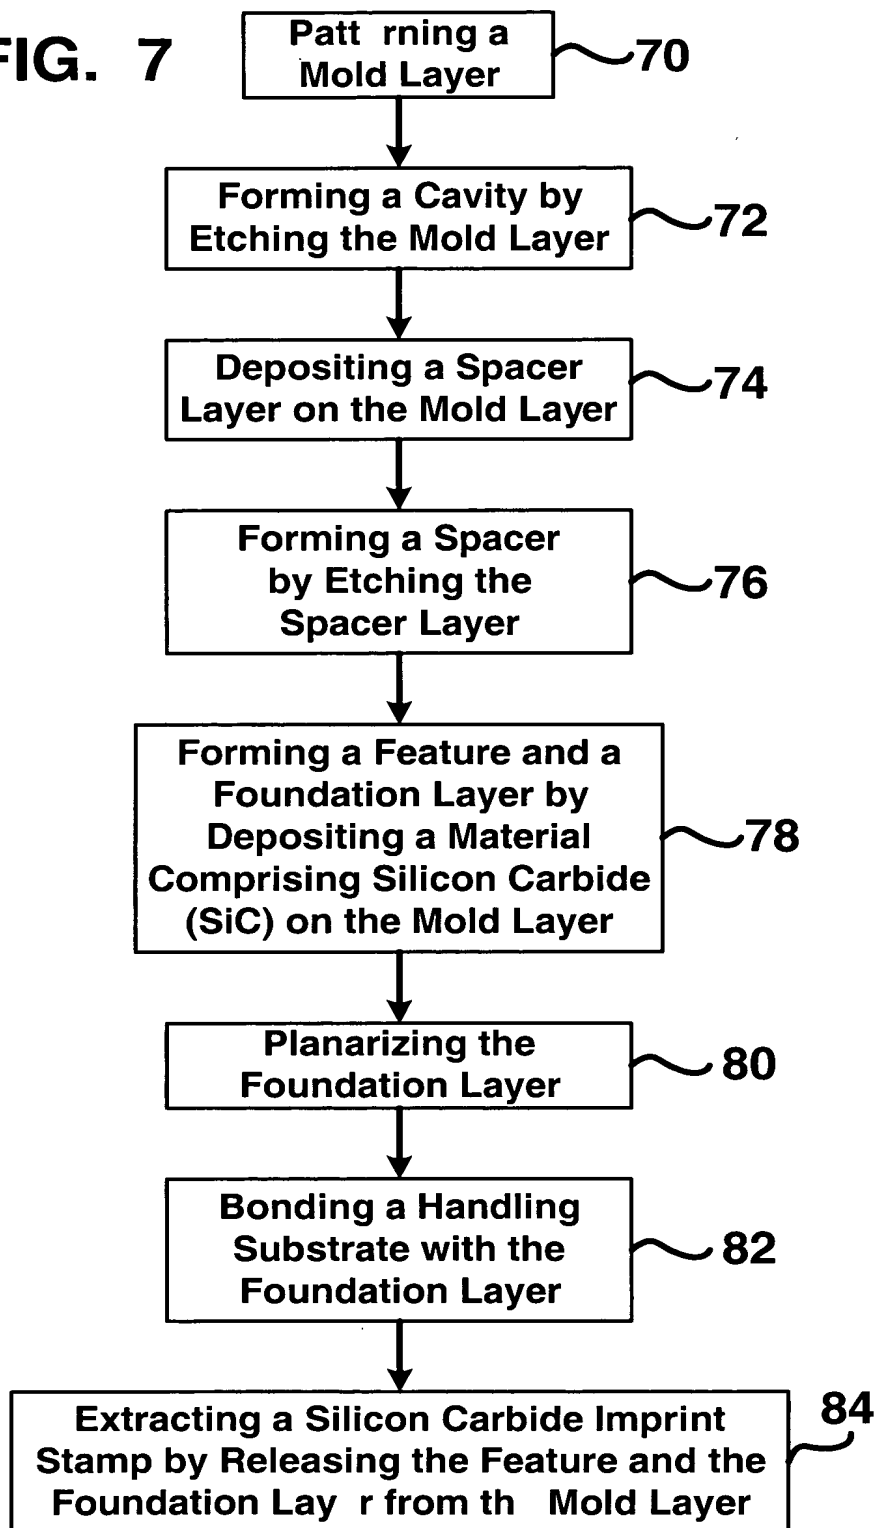 FIG. 7
Patt rning a
Mold Layer
70
Forming a Cavity by
Etching the Mold Layer
72
Depositing a Spacer
Layer on the Mold Layer
74
Forming a Spacer
by Etching the
Spacer Layer
76
Forming a Feature and a
Foundation Layer by
Depositing a Material
Comprising Silicon Carbide
(SiC) on the Mold Layer
78
Planarizing the
Foundation Layer
80
Bonding a Handling
Substrate with the
Foundation Layer
82
Extracting a Silicon Carbide Imprint
Stamp by Releasing the Feature and the
Foundation Lay r from th Mold Layer
84